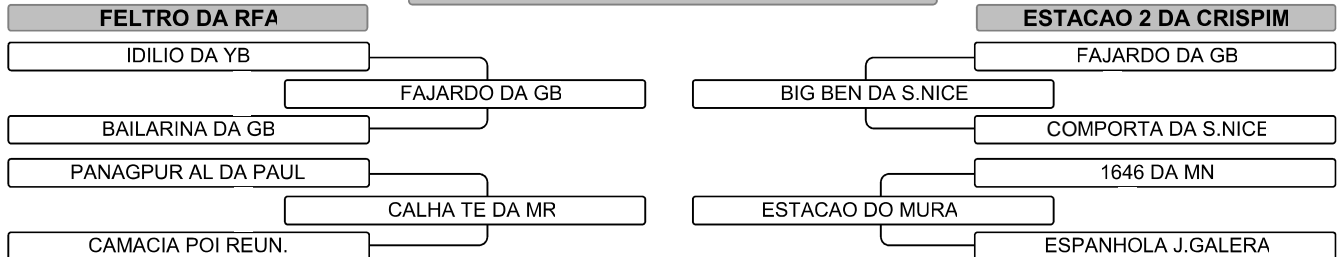 FELTRO DA RFA
ESTACAO 2 DA CRISPIM
IDILIO DA YB
FAJARDO DA GB
FAJARDO DA GB
BIG BEN DA S.NICE
BAILARINA DA GB
COMPORTA DA S.NICE
PANAGPUR AL DA PAUL
1646 DA MN
CALHA TE DA MR
ESTACAO DO MURA
CAMACIA POI REUN.
ESPANHOLA J.GALERA